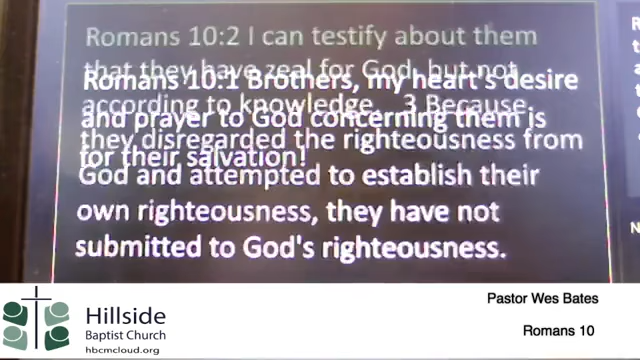 Romans 10:2 I can testify about them
that they have zeal for God, but not
Romans 10:1 Brothers, my heart's desire
according to knowledge. 3 Because
and prayer to God concerning them is
they disregarded the righteousness from
for their salvation!
God and attempted to establish their
own righteousness, they have not
submitted to God's righteousness.
Hillside
Baptist Church
hbcmcloud.org
Pastor Wes Bates
Romans 10